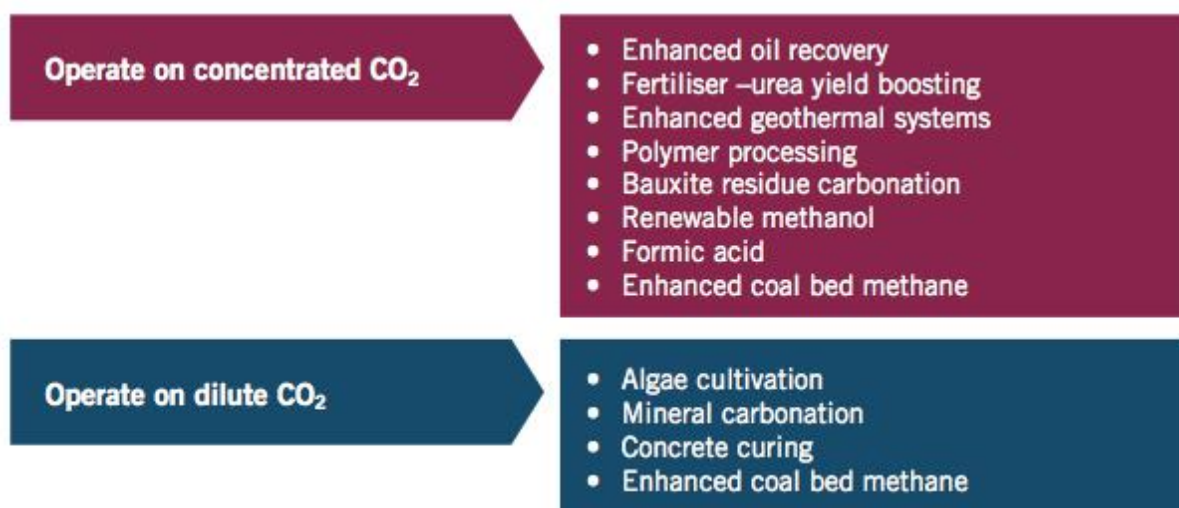 Operate on concentrated CO₂
• Enhanced oil recovery
• Fertiliser –urea yield boosting
• Enhanced geothermal systems
• Polymer processing
• Bauxite residue carbonation
• Renewable methanol
• Formic acid
• Enhanced coal bed methane
Operate on dilute CO₂
• Algae cultivation
• Mineral carbonation
• Concrete curing
• Enhanced coal bed methane